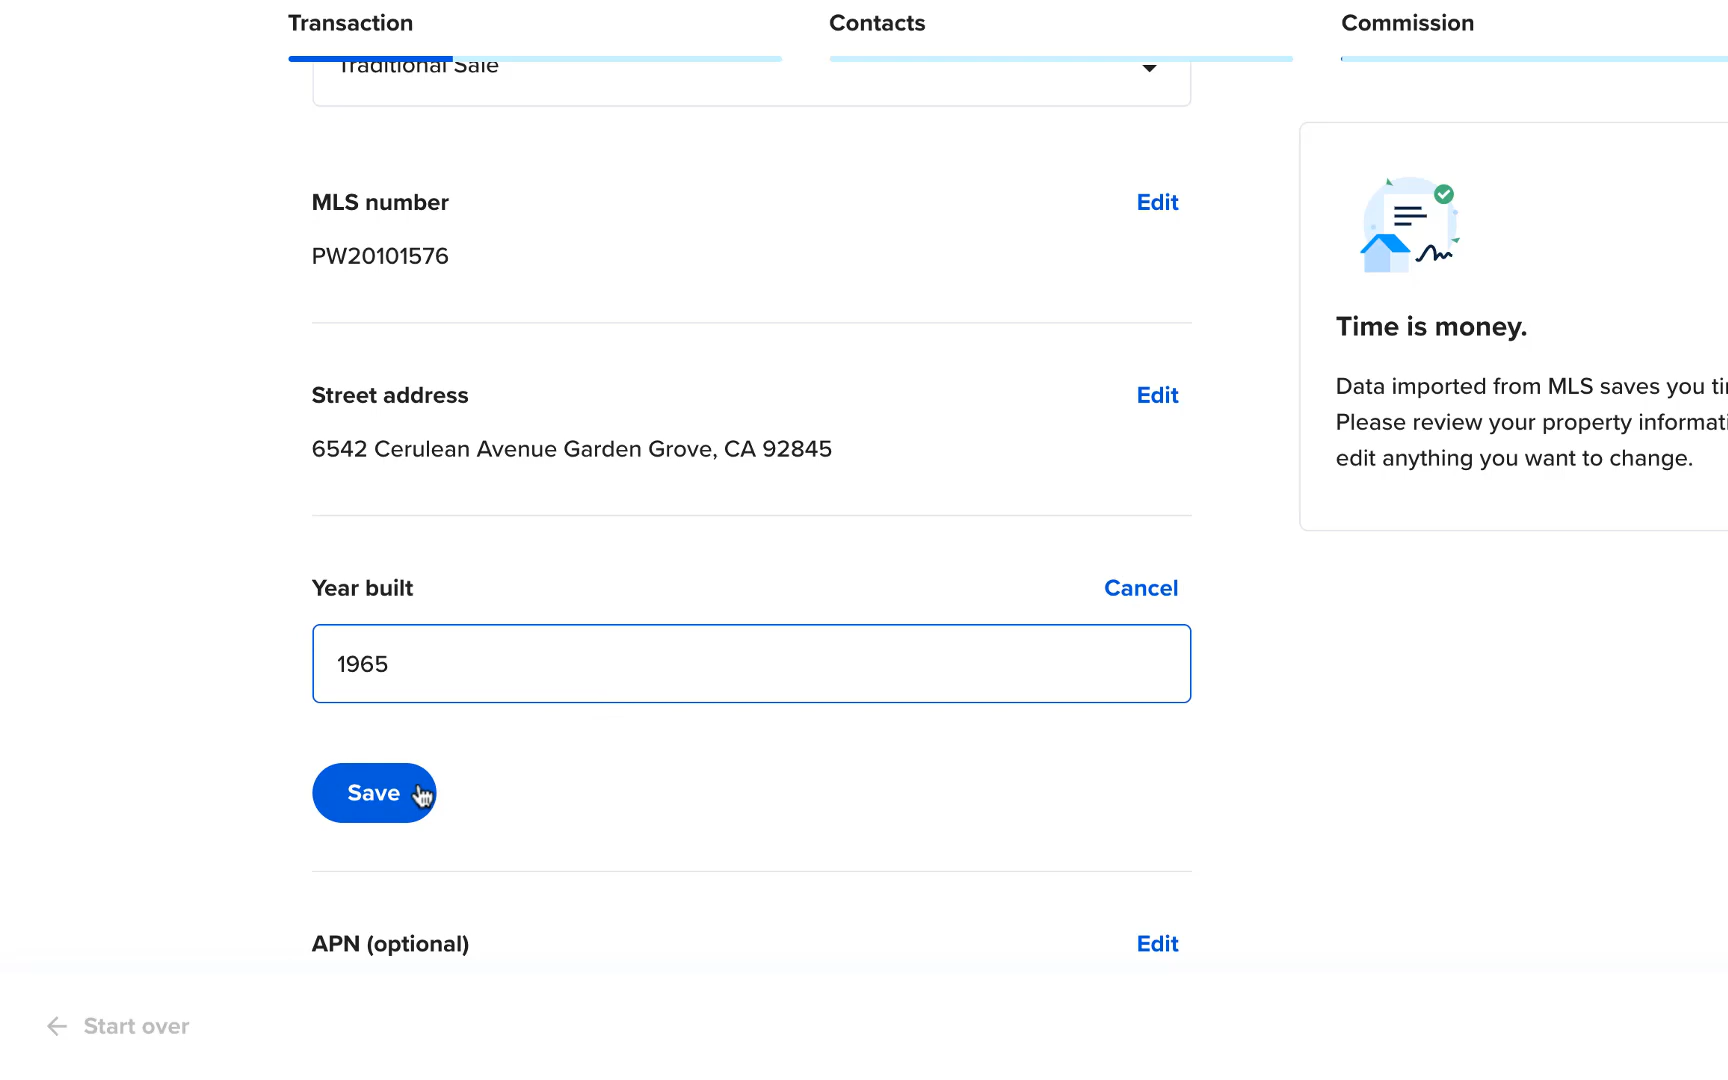 Transaction
Contacts
Commission
Traditional Sale
MLS number
Edit
PW20101576
Street address
Edit
6542 Cerulean Avenue Garden Grove, CA 92845
Year built
Cancel
1965
Save
APN (optional)
Edit
Time is money.
Data imported from MLS saves you
Please review your property
edit anything you want to change.
Start over